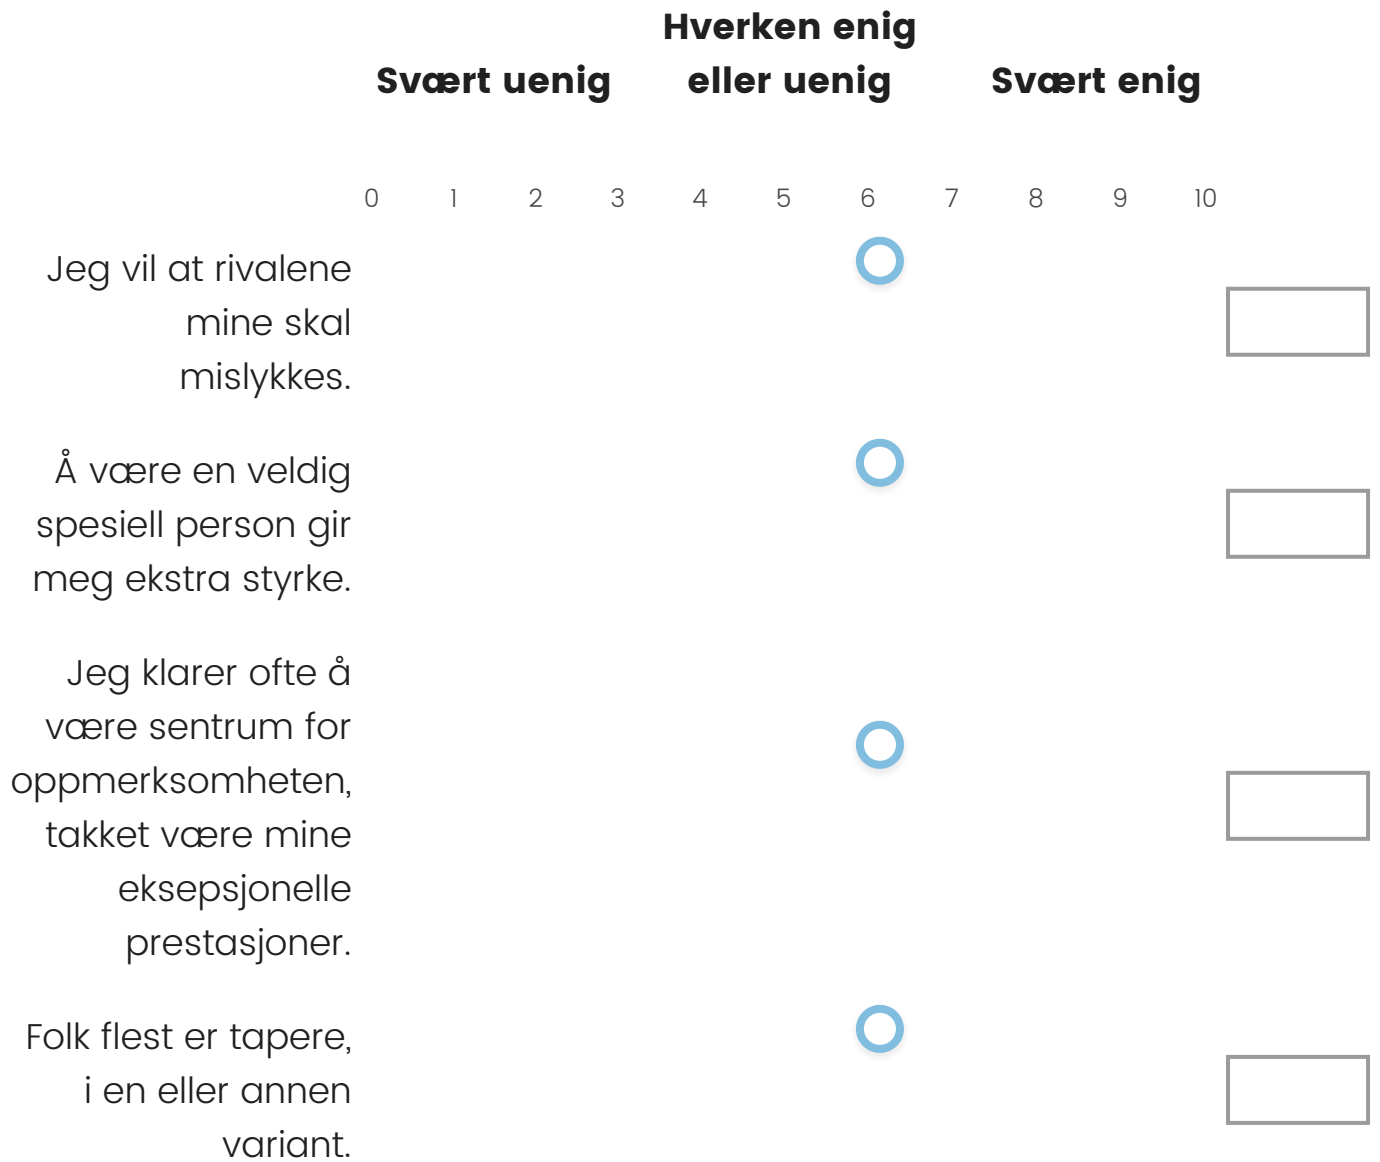 Hverken enig
Svært uenig eller uenig Svært enig
0 1 2 3 4 5 6 7 8 9 10
Jeg vil at rivalene
mine skal
mislykkes.
Å være en veldig
spesiell person gir
meg ekstra styrke.
Jeg klarer ofte å
være sentrum for
oppmerksomheten,
takket være mine
eksepsjonelle
prestasjoner.
Folk flest er tapere,
i en eller annen
variant.